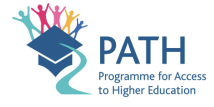 PATH
Programme for Access
to Higher Education